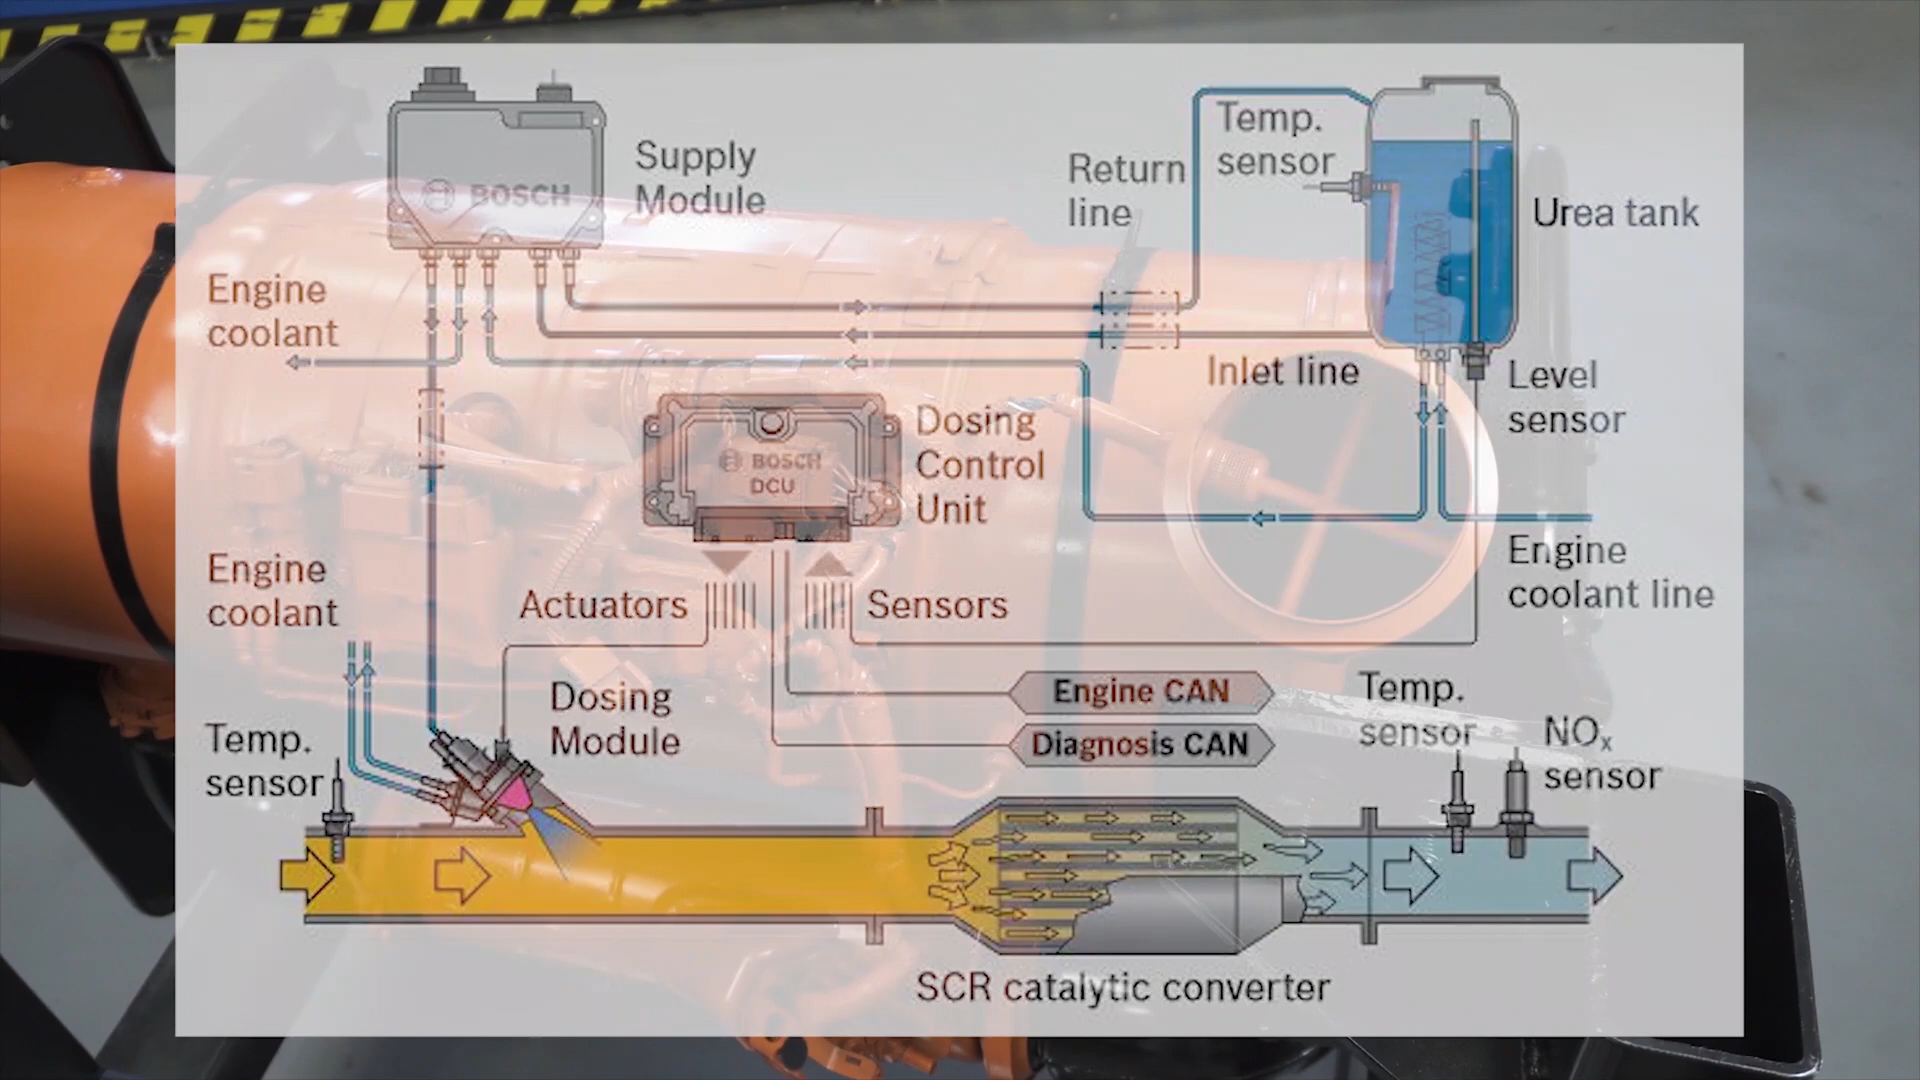 Supply
Module
BOSCH
Temp.
sensor
Return
line
Urea tank
Engine
coolant
Inlet line
Level
sensor
Dosing
Control
Unit
BOSCH
DCU
Engine
coolant line
Engine
coolant
Actuators
Sensors
Engine CAN
Diagnosis CAN
Dosing
Module
Temp.
sensor
Temp.
sensor
NOx
sensor
SCR catalytic converter